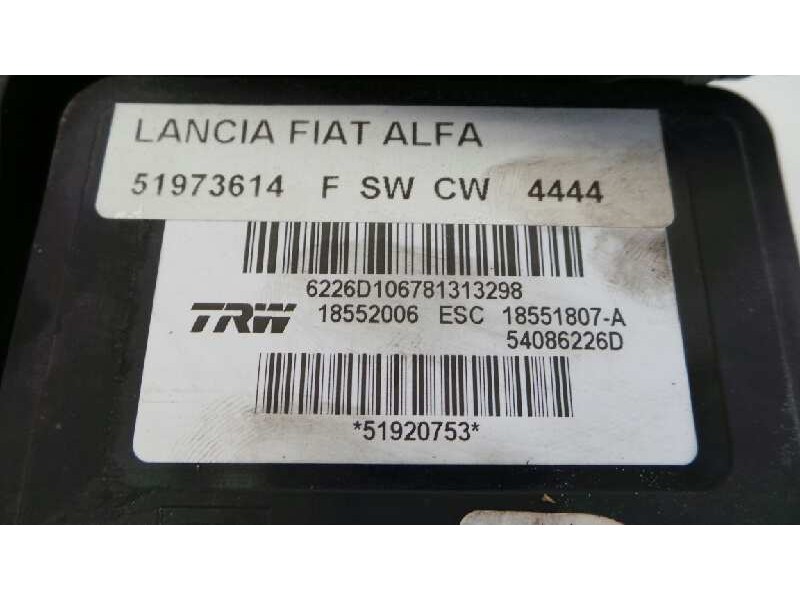 LANCIA FIAT ALFA
51973614 F SW CW 4444
6226D106781313298
TRW 18552006 ESC 18551807-A
54086226D
*51920753*